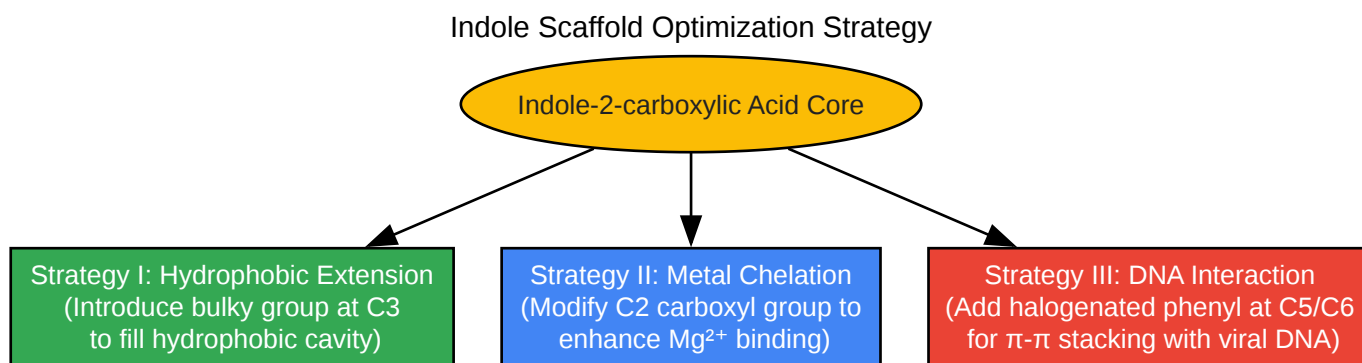 Indole Scaffold Optimization Strategy
Indole-2-carboxylic Acid Core
Strategy I: Hydrophobic Extension
(Introduce bulky group at C3
to fill hydrophobic cavity)
Strategy II: Metal Chelation
(Modify C2 carboxyl group to
enhance Mg²⁺ binding)
Strategy III: DNA Interaction
(Add halogenated phenyl at C5/C6
for π-π stacking with viral DNA)